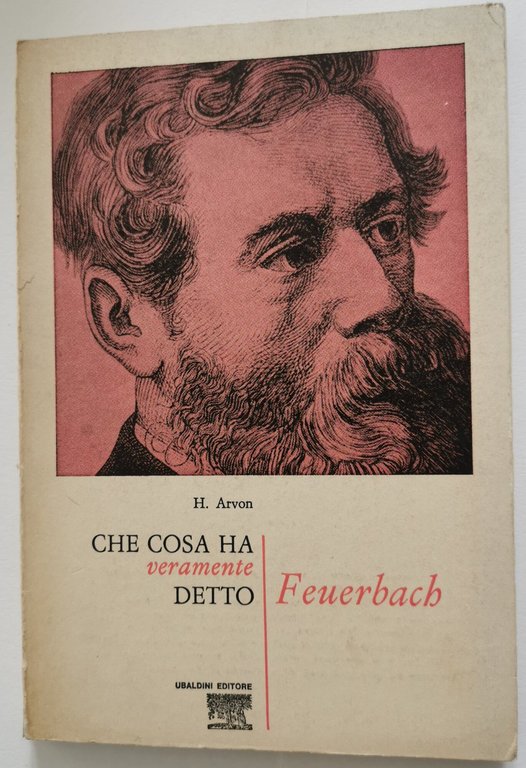 H. Arvon
CHE COSA HA
veramente
DETTO
Feuerbach
UBALDINI EDITORE